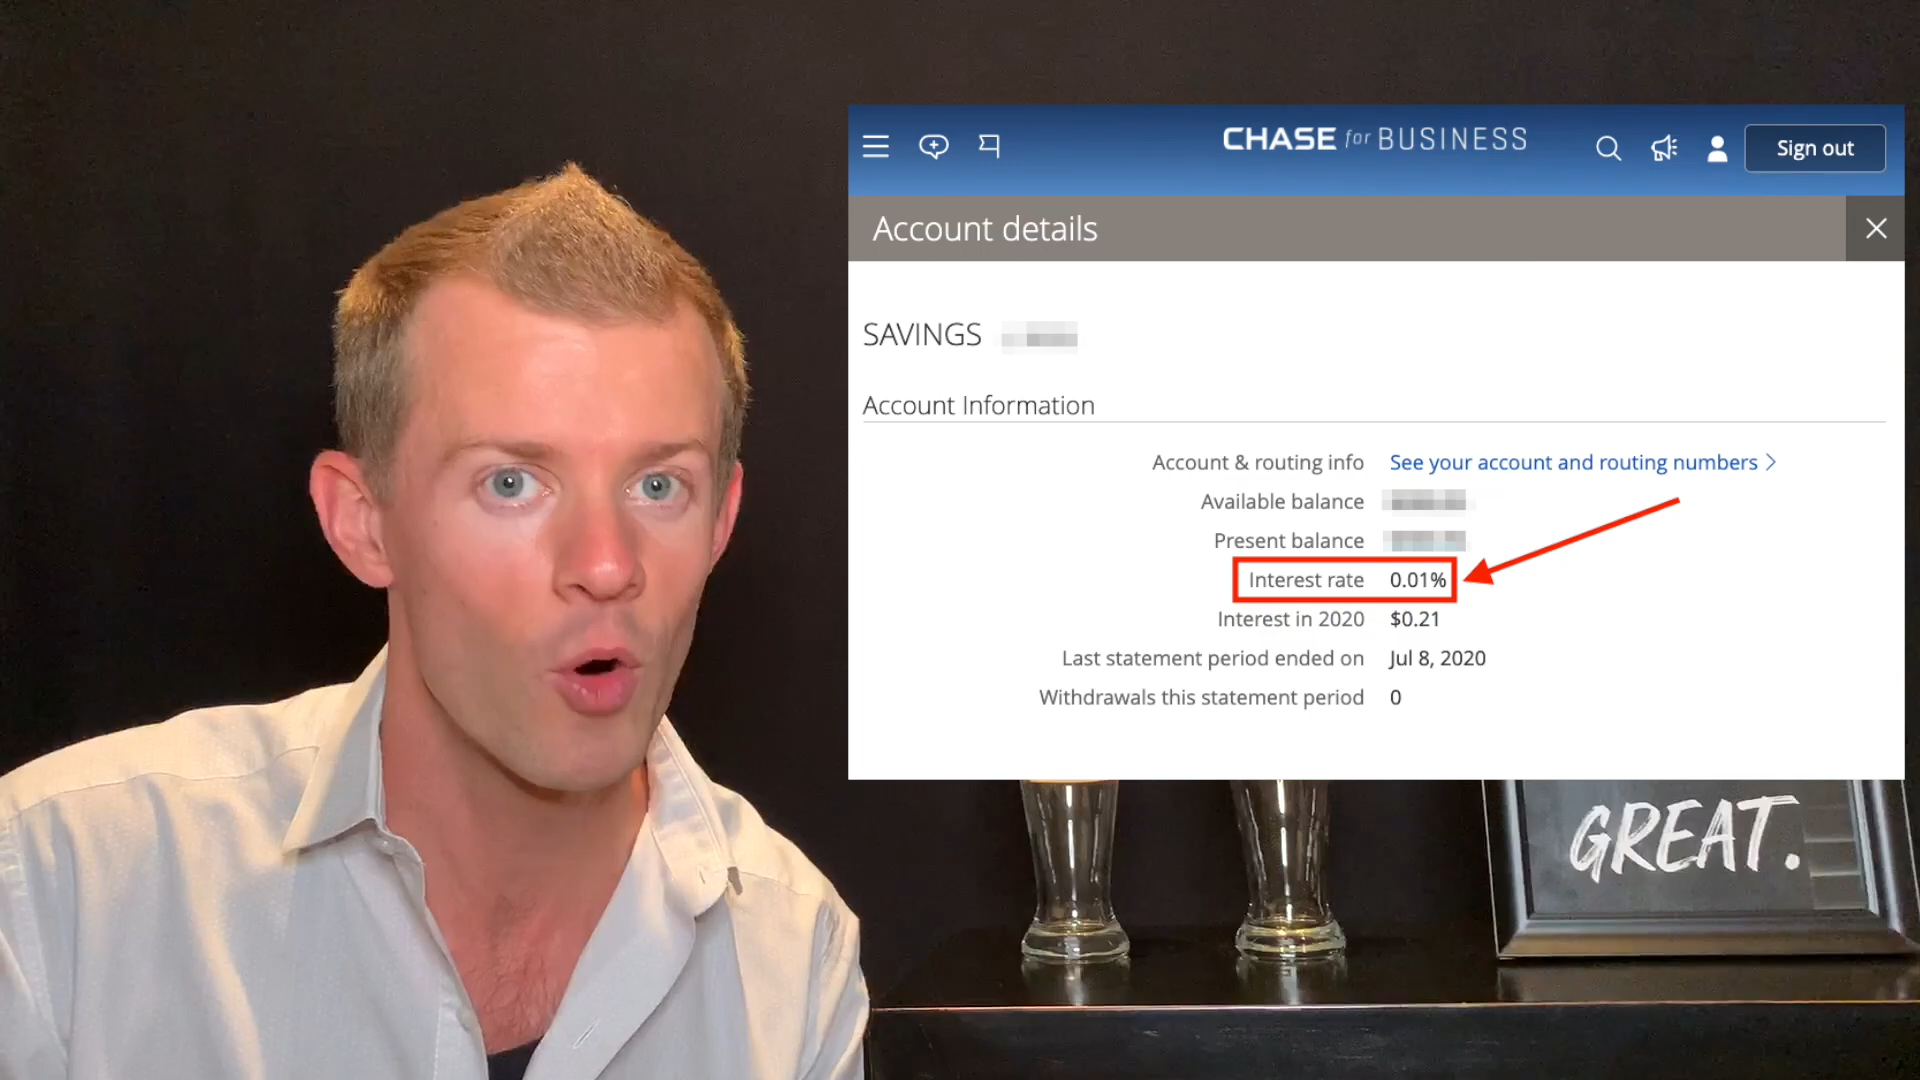 CHASE for BUSINESS
Sign out
Account details
SAVINGS
Account Information
Account & routing info See your account and routing numbers
Available balance
Present balance
Interest rate 0.01%
Interest in 2020 $0.21
Last statement period ended on Jul 8, 2020
Withdrawals this statement period 0
GREAT.